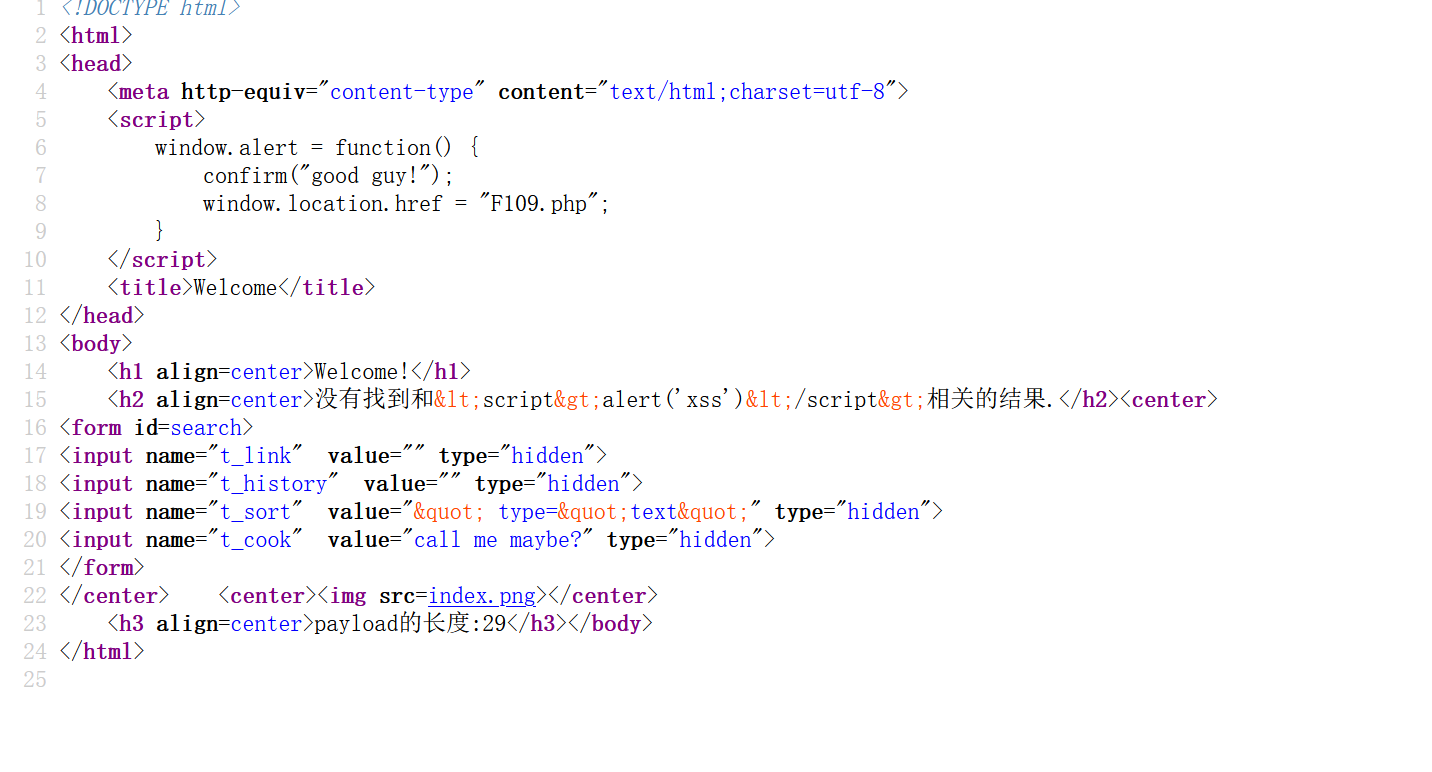 1 <!DOCTYPE html>
2 <html>
3 <head>
4     <meta http-equiv="content-type" content="text/html;charset=utf-8">
5     <script>
6         window.alert = function() {
7             confirm("good guy!");
8             window.location.href = "F109.php";
9         }
10     </script>
11     <title>Welcome</title>
12 </head>
13 <body>
14     <h1 align=center>Welcome!</h1>
15     <h2 align=center>没有找到和&lt;script&gt;alert('xss')&lt;/script&gt;相关的结果.</h2><center>
16 <form id=search>
17 <input name="t_link"  value="" type="hidden">
18 <input name="t_history"  value="" type="hidden">
19 <input name="t_sort"  value="&quot; type=&quot;text&quot;" type="hidden">
20 <input name="t_cook"  value="call me maybe?" type="hidden">
21 </form>
22 </center>    <center><img src=index.png></center>
23     <h3 align=center>payload的长度:29</h3></body>
24 </html>
25